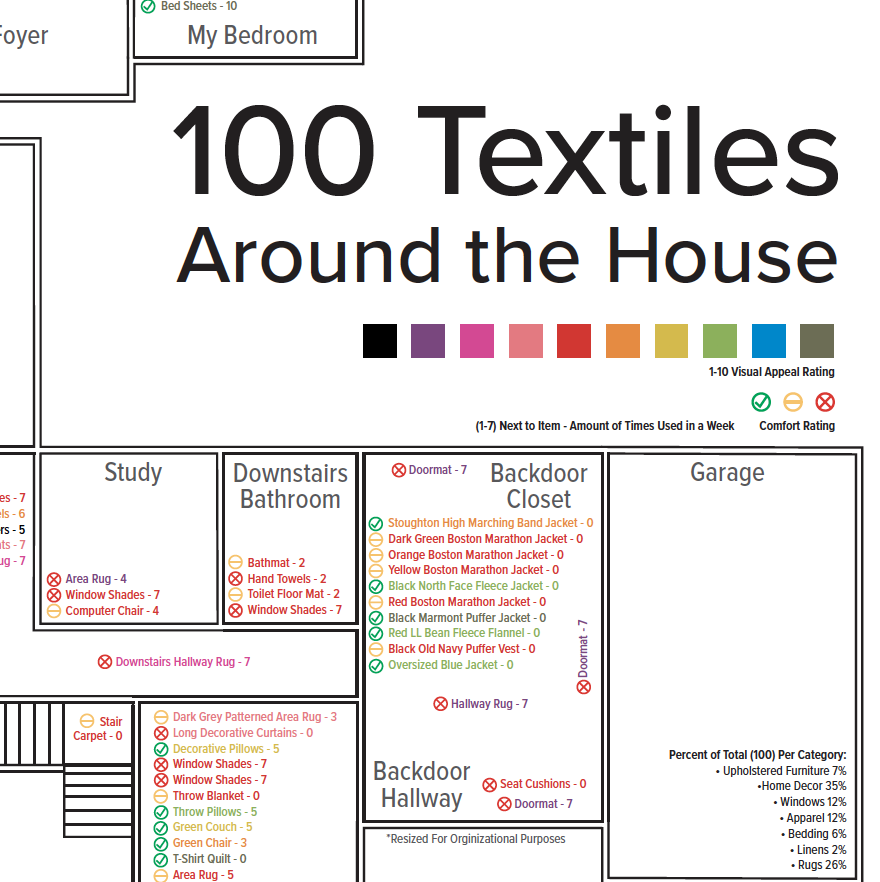 Bed Sheets - 10
Foyer
My Bedroom
100 Textiles
Around the House
1-10 Visual Appeal Rating
(1-7) Next to Item - Amount of Times Used in a Week
Comfort Rating
es - 7
els - 6
rs - 5
ts - 7
ug - 7
Study
Area Rug - 4
Window Shades - 7
Computer Chair - 4
Downstairs
Bathroom
Bathmat - 2
Hand Towels - 2
Toilet Floor Mat - 2
Window Shades - 7
Doormat - 7
Backdoor
Closet
Stoughton High Marching Band Jacket - 0
Dark Green Boston Marathon Jacket - 0
Orange Boston Marathon Jacket - 0
Yellow Boston Marathon Jacket - 0
Black North Face Fleece Jacket - 0
Red Boston Marathon Jacket - 0
Black Marmont Puffer Jacket - 0
Red LL Bean Fleece Flannel - 0
Black Old Navy Puffer Vest - 0
Oversized Blue Jacket - 0
Doormat - 7
Hallway Rug - 7
Backdoor
Hallway
Seat Cushions - 0
Doormat - 7
*Resized For Orginizational Purposes
Garage
Percent of Total (100) Per Category:
• Upholstered Furniture 7%
•Home Decor 35%
• Windows 12%
• Apparel 12%
• Bedding 6%
• Linens 2%
• Rugs 26%
Downstairs Hallway Rug - 7
Stair
Carpet - 0
Dark Grey Patterned Area Rug - 3
Long Decorative Curtains - 0
Decorative Pillows - 5
Window Shades - 7
Window Shades - 7
Throw Blanket - 0
Throw Pillows - 5
Green Couch - 5
Green Chair - 3
T-Shirt Quilt - 0
Area Rug - 5